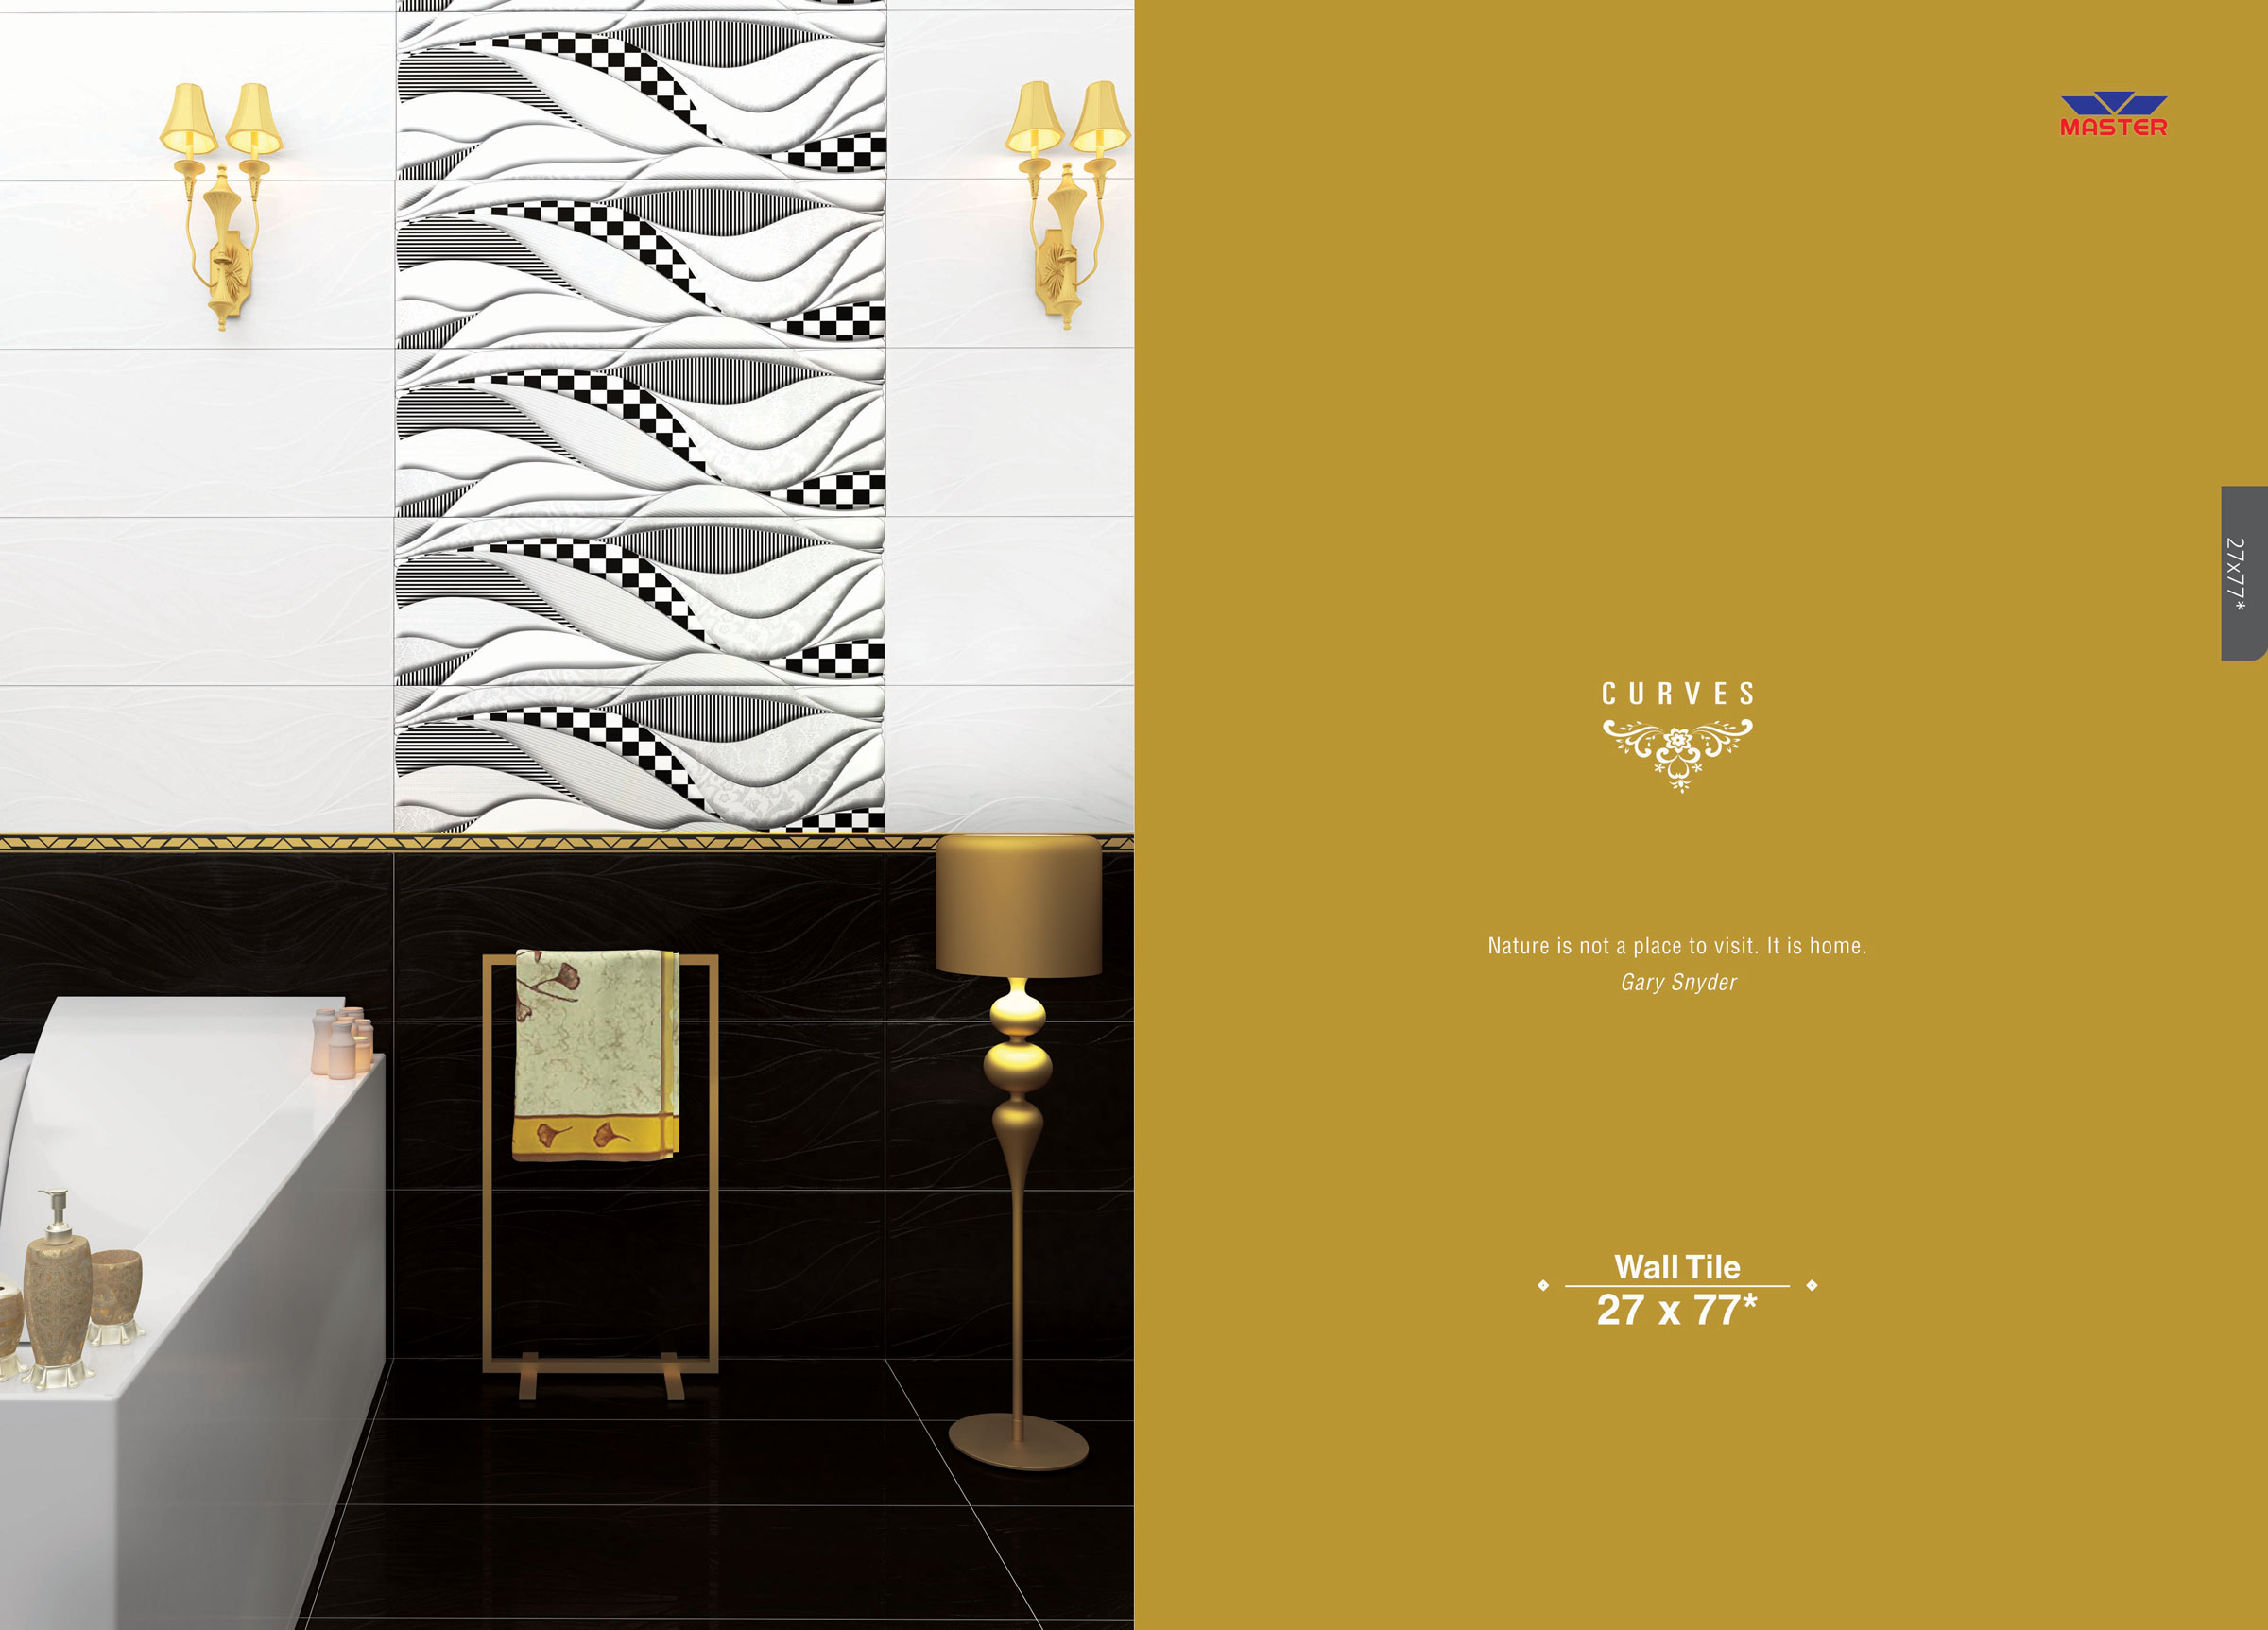 MASTER
27x77*
CURVES
Nature is not a place to visit. It is home.
Gary Snyder
Wall Tile
27 x 77*